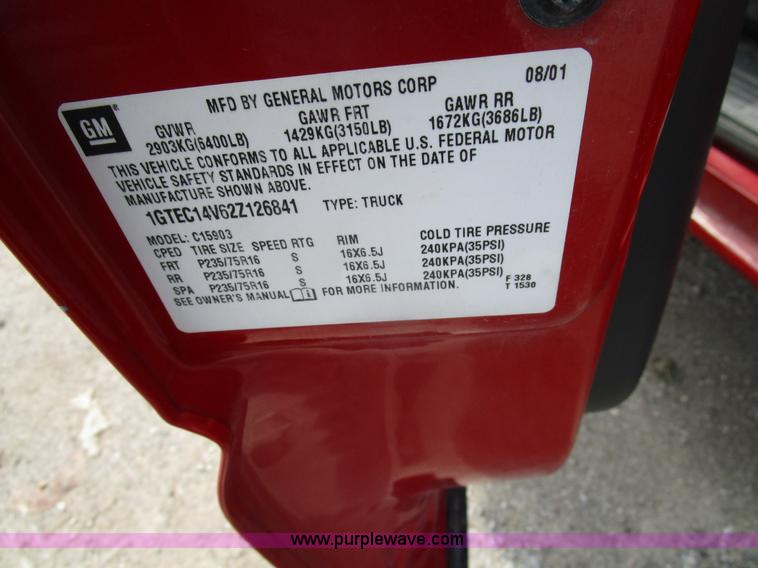 GM
MFD BY GENERAL MOTORS CORP 08/01
GVWR GAWR FRT GAWR RR
2903KG(6400LB) 1429KG(3150LB) 1672KG(3686LB)
THIS VEHICLE CONFORMS TO ALL APPLICABLE U.S. FEDERAL MOTOR
VEHICLE SAFETY STANDARDS IN EFFECT ON THE DATE OF
MANUFACTURE SHOWN ABOVE.
1GTEC14V62Z126841 TYPE: TRUCK
MODEL: C15903
CPED TIRE SIZE SPEED RTG RIM COLD TIRE PRESSURE
FRT P235/75R16 S 16X6.5J 240KPA(35PSI)
RR P235/75R16 S 16X6.5J 240KPA(35PSI)
SPA P235/75R16 S 16X6.5J 240KPA(35PSI)
SEE OWNER'S MANUAL FOR MORE INFORMATION.
F 328
T 1530
www.purplewave.com